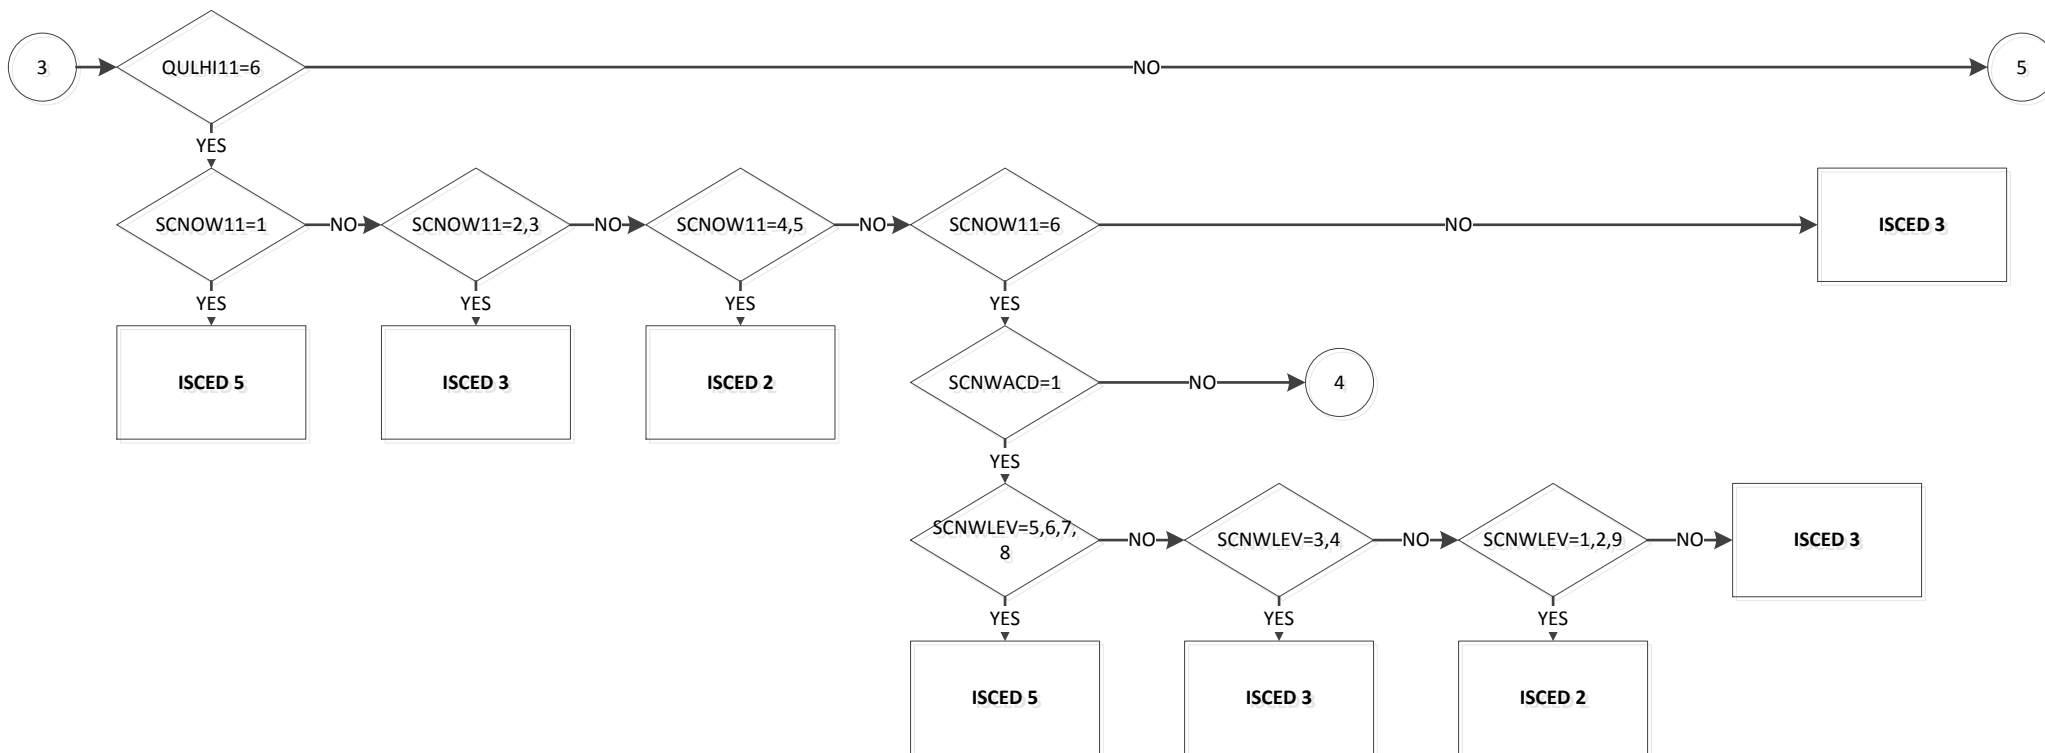 3
QULHI11=6
NO
5
YES
SCNOW11=1
NO
SCNOW11=2,3
NO
SCNOW11=4,5
NO
SCNOW11=6
NO
ISCED 3
YES
YES
YES
YES
ISCED 5
ISCED 3
ISCED 2
SCNWACD=1
NO
4
YES
SCNWLEV=5,6,7,
8
NO
SCNWLEV=3,4
NO
SCNWLEV=1,2,9
NO
ISCED 3
YES
YES
YES
ISCED 5
ISCED 3
ISCED 2